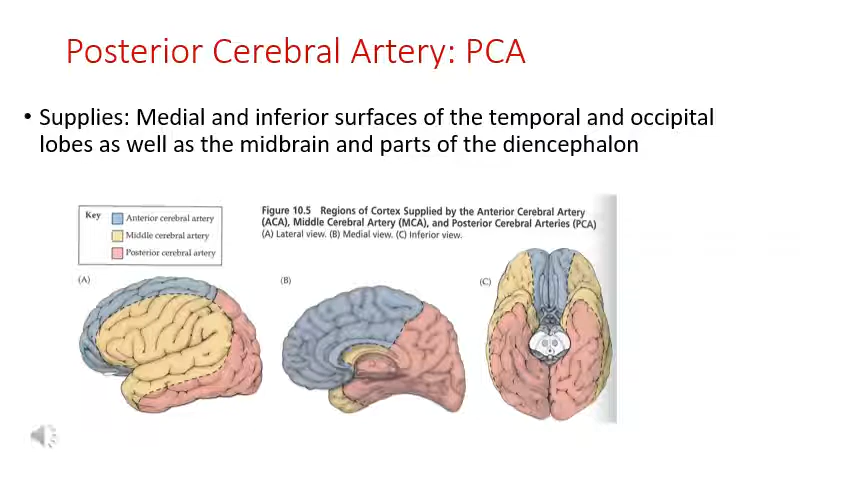 Posterior Cerebral Artery: PCA
• Supplies: Medial and inferior surfaces of the temporal and occipital
lobes as well as the midbrain and parts of the diencephalon
Key
Anterior cerebral artery
Middle cerebral artery
Posterior cerebral artery
Figure 10.5 Regions of Cortex Supplied by the Anterior Cerebral Artery
(ACA), Middle Cerebral Artery (MCA), and Posterior Cerebral Arteries (PCA)
(A) Lateral view. (B) Medial view. (C) Inferior view.
(A)
(B)
(C)